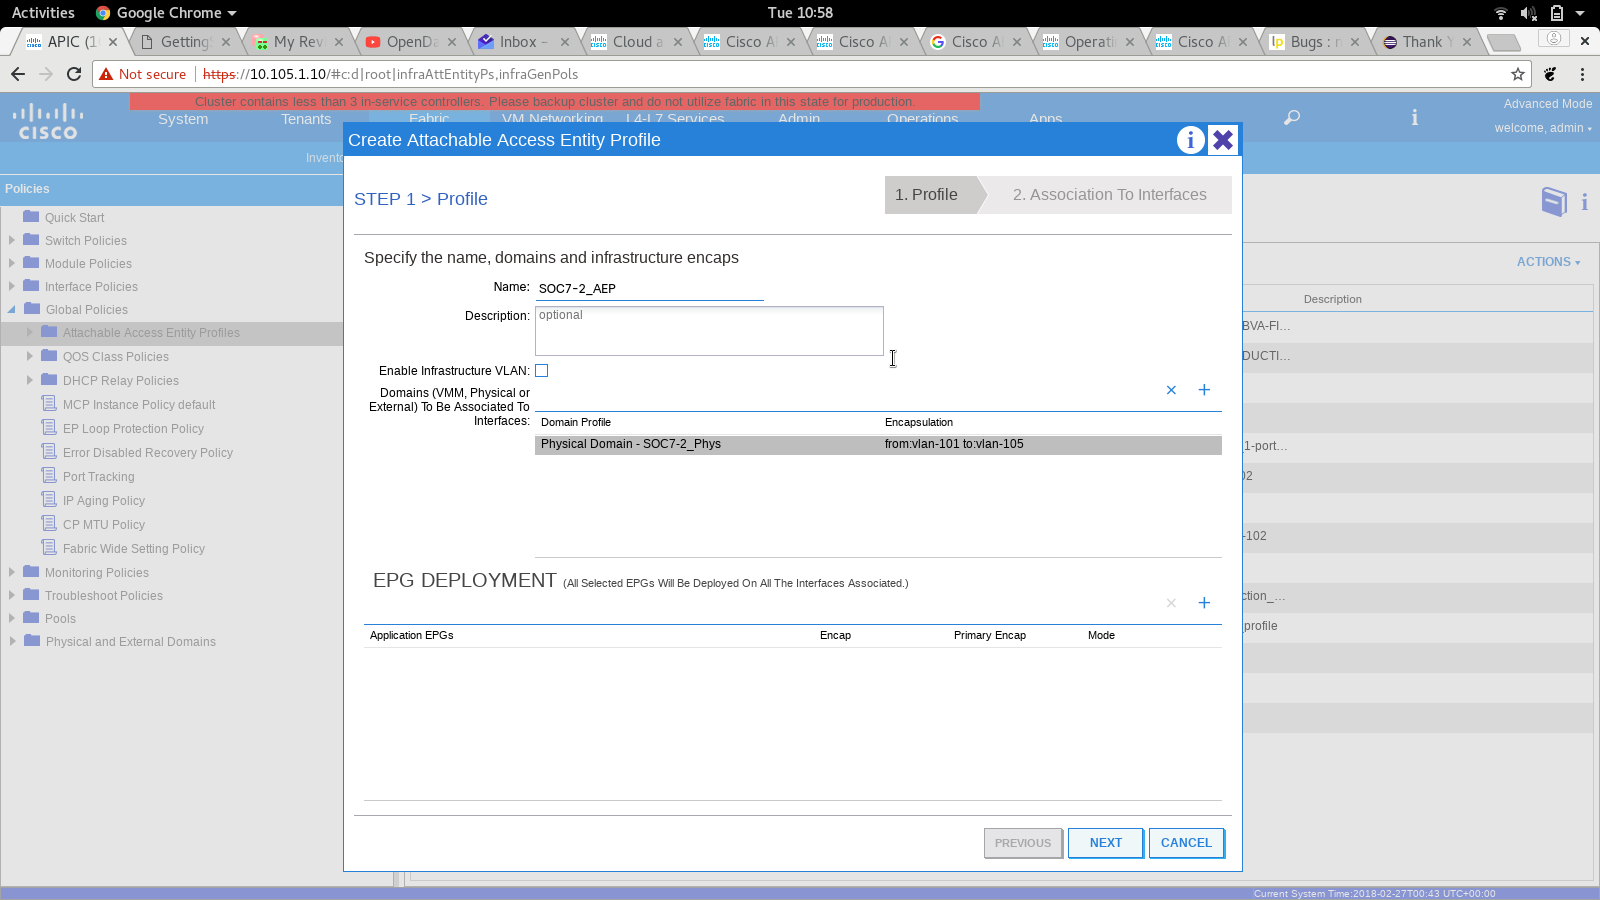 Activities Google Chrome Tue 10:58
APIC (1 Getting My Rev OpenDa Inbox – Cloud a Cisco A Cisco A Cisco A Operati Cisco A Bugs : n Thank Y
Not secure https://10.105.1.10/#c:d|root|infraAttEntityPs,infraGenPols
Cluster contains less than 3 in-service controllers. Please backup cluster and do not utilize fabric in this state for production.
CISCO
System Tenants Fabric VM Networking L4-L7 Services Admin Operations Apps
Advanced Mode
welcome, admin
Invento
Policies
Quick Start
Switch Policies
Module Policies
Interface Policies
Global Policies
Attachable Access Entity Profiles
QOS Class Policies
DHCP Relay Policies
MCP Instance Policy default
EP Loop Protection Policy
Error Disabled Recovery Policy
Port Tracking
IP Aging Policy
CP MTU Policy
Fabric Wide Setting Policy
Monitoring Policies
Troubleshoot Policies
Pools
Physical and External Domains
Create Attachable Access Entity Profile
STEP 1 > Profile
1. Profile 2. Association To Interfaces
Specify the name, domains and infrastructure encaps
Name: SOC7-2_AEP
Description: optional
Enable Infrastructure VLAN:
Domains (VMM, Physical or
External) To Be Associated To
Interfaces:
Domain Profile Encapsulation
Physical Domain - SOC7-2_Phys from:vlan-101 to:vlan-105
EPG DEPLOYMENT (All Selected EPGs Will Be Deployed On All The Interfaces Associated.)
Application EPGs Encap Primary Encap Mode
PREVIOUS NEXT CANCEL
ACTIONS
Description
BVA-FI...
DUCTI...
_1-port...
02
-102
ction_...
profile
Current System Time:2018-02-27T00:43 UTC+00:00